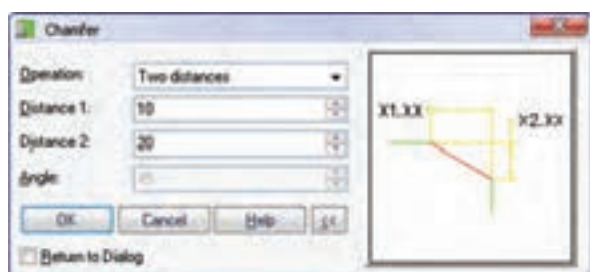 Chamfer
Operation: Two distances
Distance 1: 10
Distance 2: 20
Angle: 45
OK Cancel Help <<
Return to Dialog
X1.XX
X2.XX